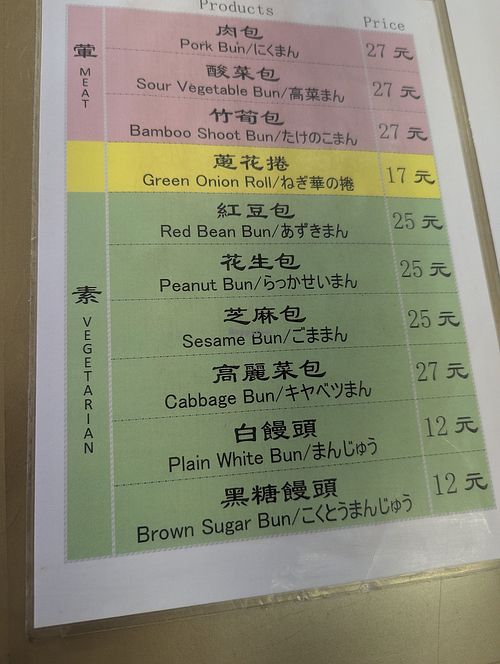 Products Price
葷
MEAT
肉包
Pork Bun/にくまん
27 元
酸菜包
Sour Vegetable Bun/高菜まん
27 元
竹筍包
Bamboo Shoot Bun/たけのこまん
27 元
蔥花捲
Green Onion Roll/ねぎ華の捲
17 元
素
VEGETARIAN
紅豆包
Red Bean Bun/あずきまん
25 元
花生包
Peanut Bun/らっかせいまん
25 元
芝麻包
Sesame Bun/ごままん
25 元
高麗菜包
Cabbage Bun/キャベツまん
27 元
白饅頭
Plain White Bun/まんじゅう
12 元
黑糖饅頭
Brown Sugar Bun/こくとうまんじゅう
12 元